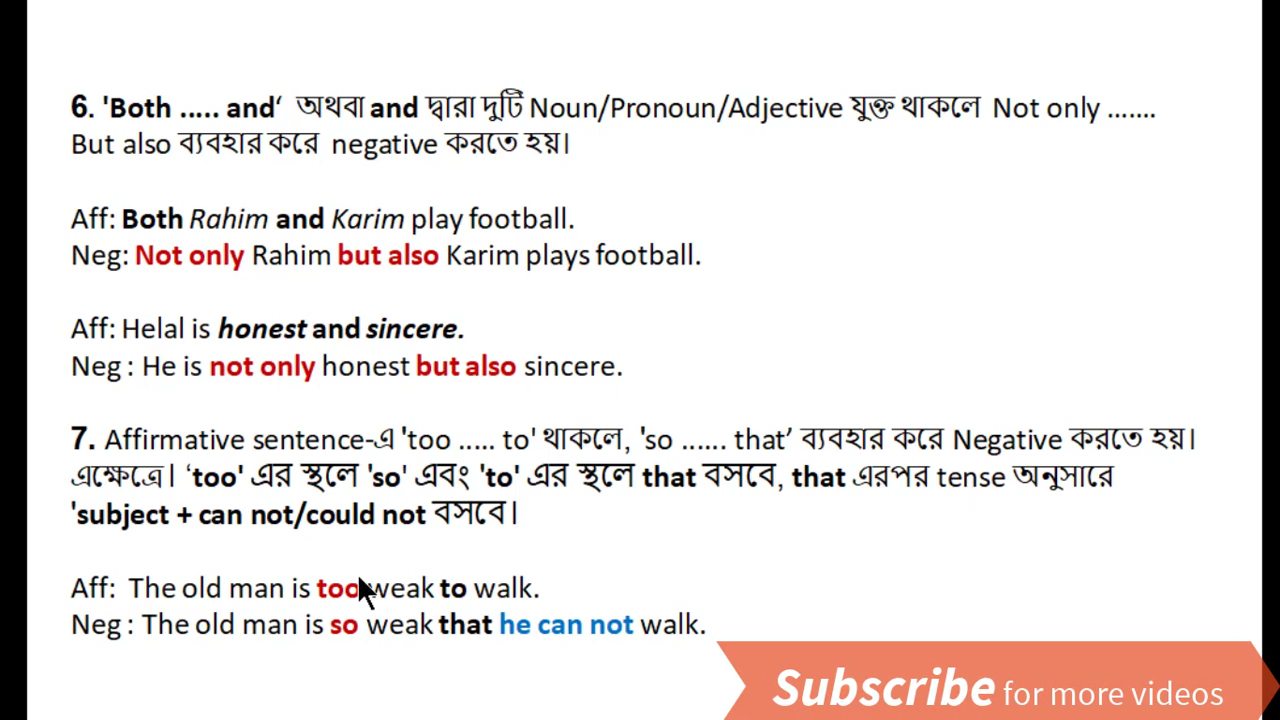 6. 'Both ..... and‘ অথবা and দ্বারা দুটি Noun/Pronoun/Adjective যুক্ত থাকলে Not only .......
But also ব্যবহার করে negative করতে হয়।
Aff: Both Rahim and Karim play football.
Neg: Not only Rahim but also Karim plays football.
Aff: Helal is honest and sincere.
Neg : He is not only honest but also sincere.
7. Affirmative sentence-এ 'too ..... to' থাকলে, 'so ...... that’ ব্যবহার করে Negative করতে হয়।
এক্ষেত্রে। ‘too' এর স্থলে 'so' এবং 'to' এর স্থলে that বসবে, that এরপর tense অনুসারে
'subject + can not/could not বসবে।
Aff: The old man is too weak to walk.
Neg : The old man is so weak that he can not walk.
Subscribe for more videos